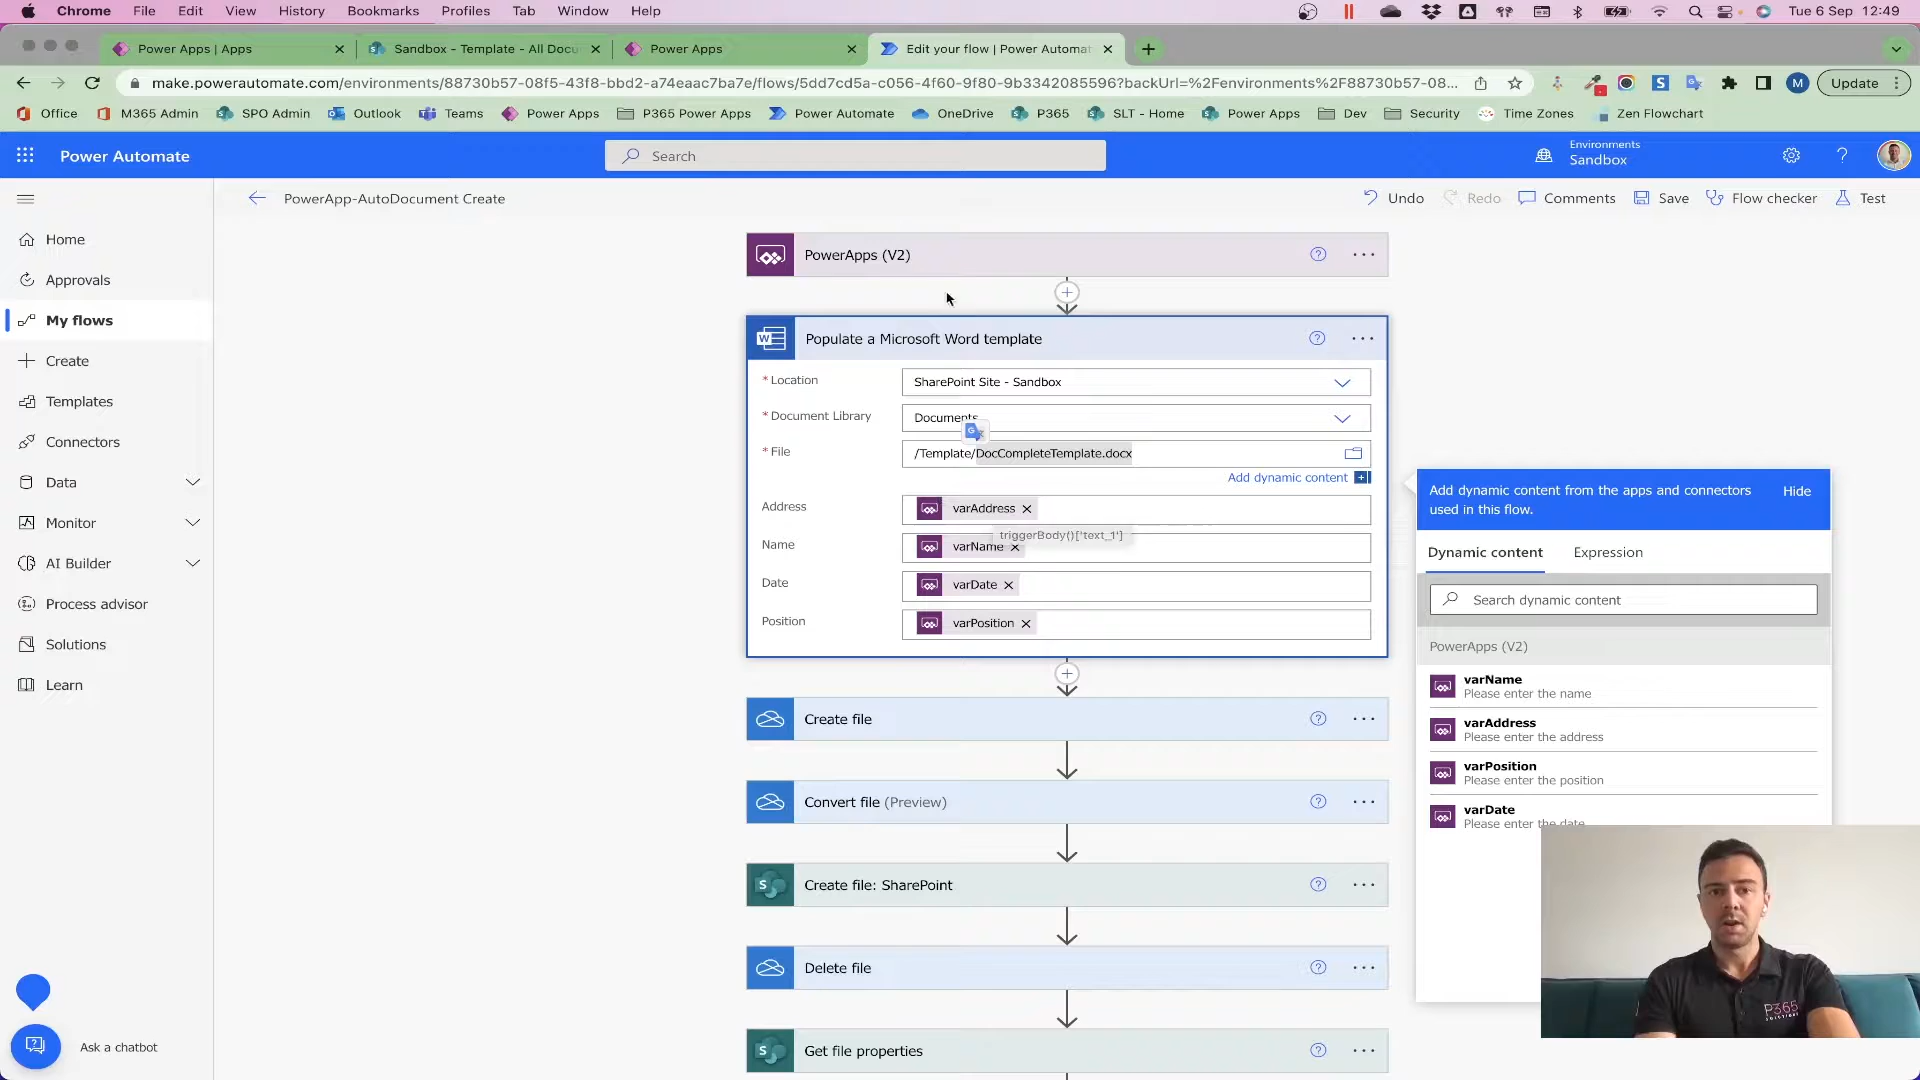 Chrome File Edit View History Bookmarks Profiles Tab Window Help Tue 6 Sep 12:49
Power Apps | Apps Sandbox - Template - All Docu Power Apps Edit your flow | Power Automat
make.powerautomate.com/environments/88730b57-08f5-43f8-bbd2-a74eaac7ba7e/flows/5dd7cd5a-c056-4f60-9f80-9b3342085596?backUrl=%2Fenvironments%2F88730b57-08... S M Update
Office M365 Admin SPO Admin Outlook Teams Power Apps P365 Power Apps Power Automate OneDrive P365 SLT - Home Power Apps Dev Security Time Zones Zen Flowchart
Power Automate Search Environments
Sandbox
PowerApp-AutoDocument Create Undo Redo Comments Save Flow checker Test
Home
Approvals
My flows
Create
Templates
Connectors
Data
Monitor
AI Builder
Process advisor
Solutions
Learn
Ask a chatbot
PowerApps (V2)
Populate a Microsoft Word template
* Location SharePoint Site - Sandbox
* Document Library Documents
* File /Template/DocCompleteTemplate.docx
Add dynamic content
Address varAddress
triggerBody()['text_1']
Name varName
Date varDate
Position varPosition
Create file
Convert file (Preview)
Create file: SharePoint
Delete file
Get file properties
Add dynamic content from the apps and connectors
used in this flow.
Hide
Dynamic content Expression
Search dynamic content
PowerApps (V2)
varName
Please enter the name
varAddress
Please enter the address
varPosition
Please enter the position
varDate
Please enter the date
P365
SOLUTIONS